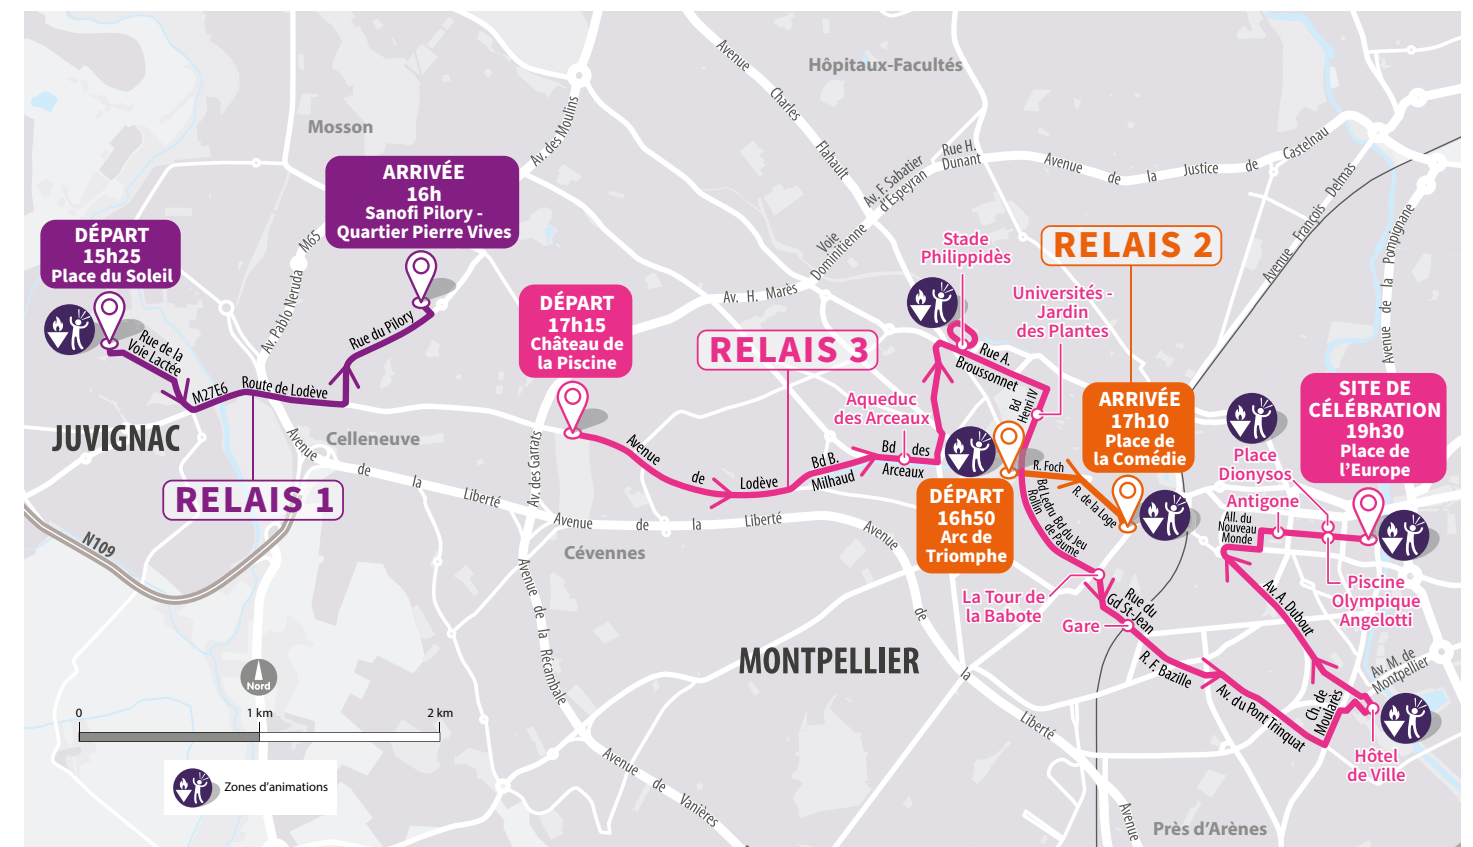 Hôpitaux-Facultés
Mosson
Avenue
Charles
Flahault
Av. des Moulins
Rue H.
Dunant
Avenue
de
la
Justice
de
Castelnau
Av. F. Sabatier
d'Espeyran
Voie
Dominitienne
Avenue François Delmas
Avenue de la Pompignane
ARRIVÉE
16h
Sanofi Pilory -
Quartier Pierre Vives
DÉPART
15h25
Place du Soleil
M65
Av. Pablo Neruda
Rue du Pilory
Rue de la
Voie Lactée
M27E6
Route de Lodève
JUVIGNAC
RELAIS 1
Celleneuve
Avenue
de
la
Liberté
N109
DÉPART
17h15
Château de
la Piscine
Av. H. Marès
Stade
Philippidès
RELAIS 2
Universités -
Jardin
des Plantes
RELAIS 3
Rue A.
Broussonnet
Bd
Henri IV
Aqueduc
des Arceaux
Avenue
de
Lodève
Bd B.
Milhaud
Bd des
Arceaux
Av. des Garrats
Avenue
de
la
Liberté
Avenue
de
la
Liberté
Avenue
Cévennes
Avenue de la Récambale
Avenue
de
Vanières
ARRIVÉE
17h10
Place de
la Comédie
R. Foch
R. de la Loge
DÉPART
16h50
Arc de
Triomphe
Bd Ledru
Rollin
Bd du Jeu
de Paume
SITE DE
CÉLÉBRATION
19h30
Place de
l'Europe
Place
Dionysos
Antigone
All. du
Nouveau
Monde
Piscine
Olympique
Angelotti
La Tour de
la Babote
Gare
Rue du
Gd St-Jean
R. F. Bazille
Av. du Pont Trinquat
Av. A. Dubout
Ch. de
Moularès
Av. M. de
Montpellier
Hôtel
de Ville
MONTPELLIER
Près d'Arènes
Nord
0
1 km
2 km
Zones d'animations